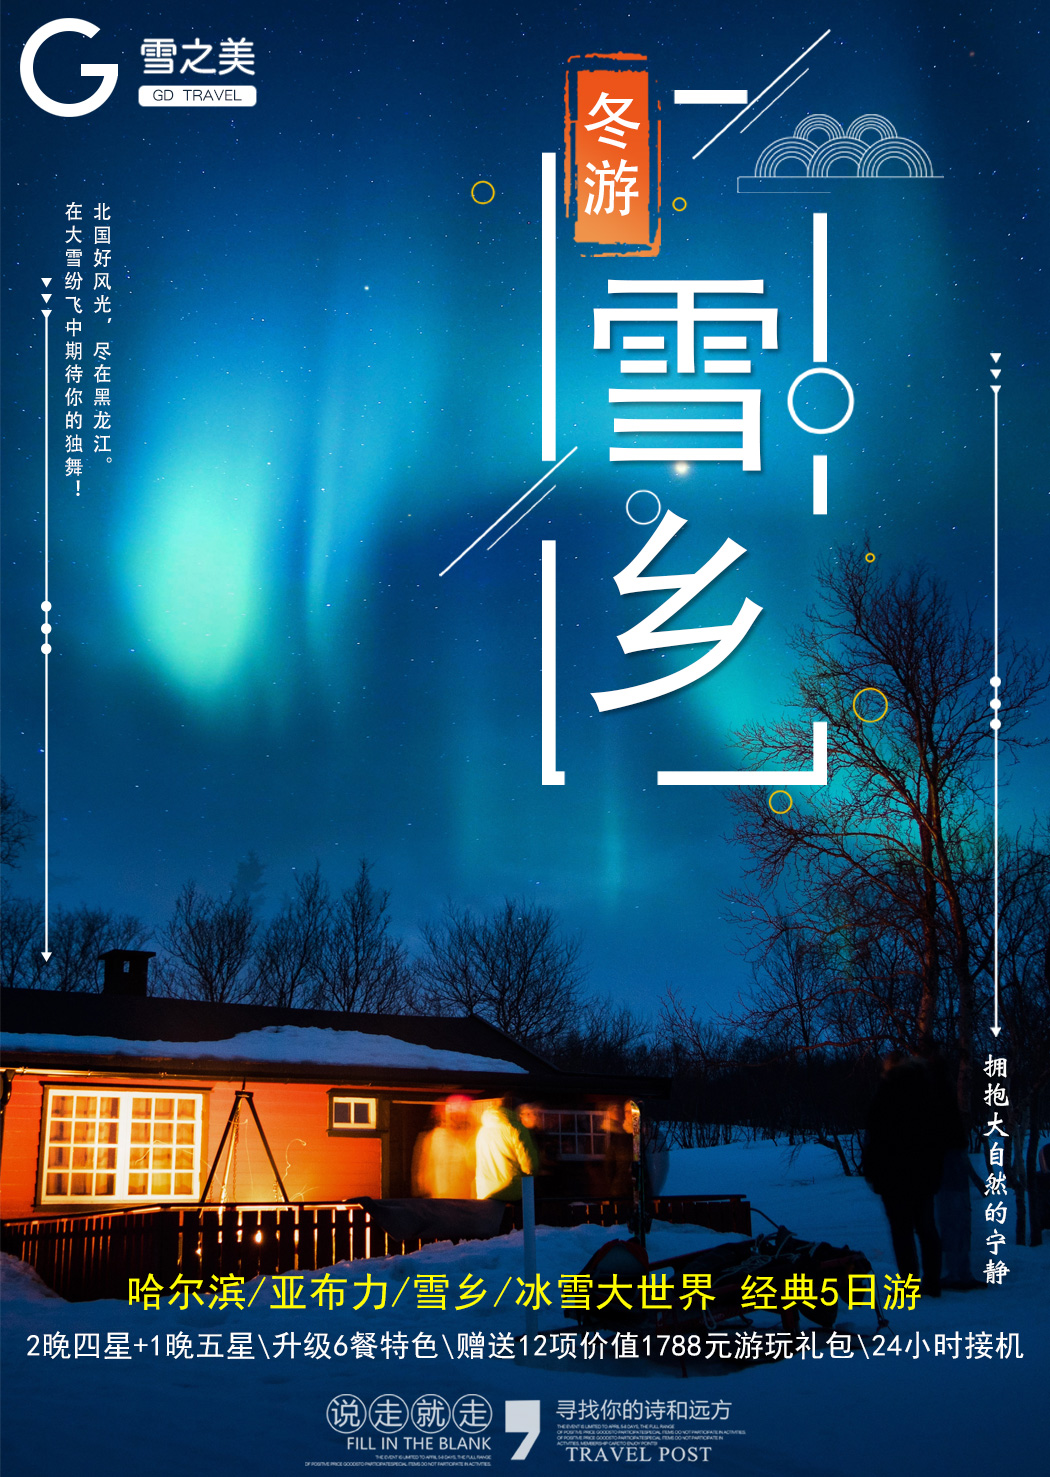 雪之美
GD TRAVEL
冬游
雪乡
北国好风光，尽在黑龙江。
在大雪纷飞中期待你的独舞！
拥抱大自然的宁静
哈尔滨/亚布力/雪乡/冰雪大世界 经典5日游
2晚四星+1晚五星\升级6餐特色\赠送12项价值1788元游玩礼包\24小时接机
说走就走
FILL IN THE BLANK
寻找你的诗和远方
TRAVEL POST